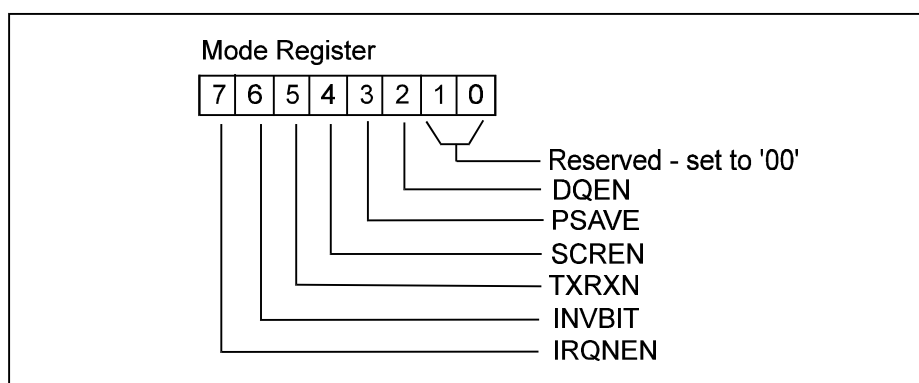 Mode Register
7 6 5 4 3 2 1 0
Reserved - set to '00'
DQEN
PSAVE
SCREN
TXRXN
INVBIT
IRQNEN